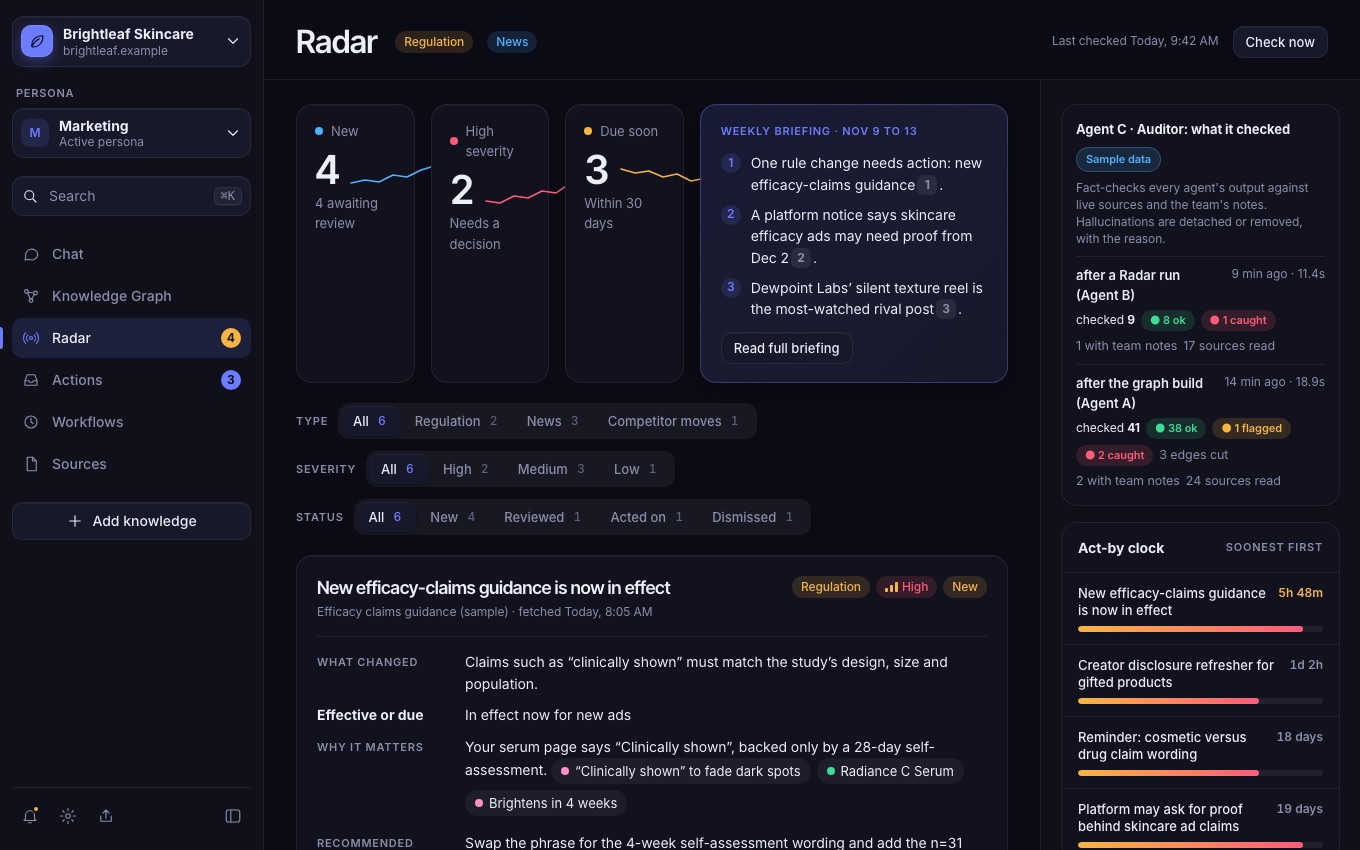 Brightleaf Skincare
brightleaf.example
PERSONA
M
Marketing
Active persona
Search
⌘K
Chat
Knowledge Graph
Radar
4
Actions
3
Workflows
Sources
Add knowledge
Radar
Regulation
News
Last checked Today, 9:42 AM
Check now
New
4
4 awaiting
review
High
severity
2
Needs a
decision
Due soon
3
Within 30
days
WEEKLY BRIEFING · NOV 9 TO 13
1 One rule change needs action: new
efficacy-claims guidance 1 .
2 A platform notice says skincare
efficacy ads may need proof from
Dec 2 2 .
3 Dewpoint Labs’ silent texture reel is
the most-watched rival post 3 .
Read full briefing
TYPE All 6 Regulation 2 News 3 Competitor moves 1
SEVERITY All 6 High 2 Medium 3 Low 1
STATUS All 6 New 4 Reviewed 1 Acted on 1 Dismissed 1
New efficacy-claims guidance is now in effect
Regulation High New
Efficacy claims guidance (sample) · fetched Today, 8:05 AM
WHAT CHANGED
Claims such as “clinically shown” must match the study’s design, size and
population.
Effective or due
In effect now for new ads
WHY IT MATTERS
Your serum page says “Clinically shown”, backed only by a 28-day self-
assessment. “Clinically shown” to fade dark spots Radiance C Serum
Brightens in 4 weeks
RECOMMENDED
Swap the phrase for the 4-week self-assessment wording and add the n=31
Agent C · Auditor: what it checked
Sample data
Fact-checks every agent's output against
live sources and the team's notes.
Hallucinations are detached or removed,
with the reason.
after a Radar run
(Agent B)
9 min ago · 11.4s
checked 9 8 ok 1 caught
1 with team notes 17 sources read
after the graph build
(Agent A)
14 min ago · 18.9s
checked 41 38 ok 1 flagged
2 caught 3 edges cut
2 with team notes 24 sources read
Act-by clock
SOONEST FIRST
New efficacy-claims guidance
is now in effect
5h 48m
Creator disclosure refresher for
gifted products
1d 2h
Reminder: cosmetic versus
drug claim wording
18 days
Platform may ask for proof
behind skincare ad claims
19 days